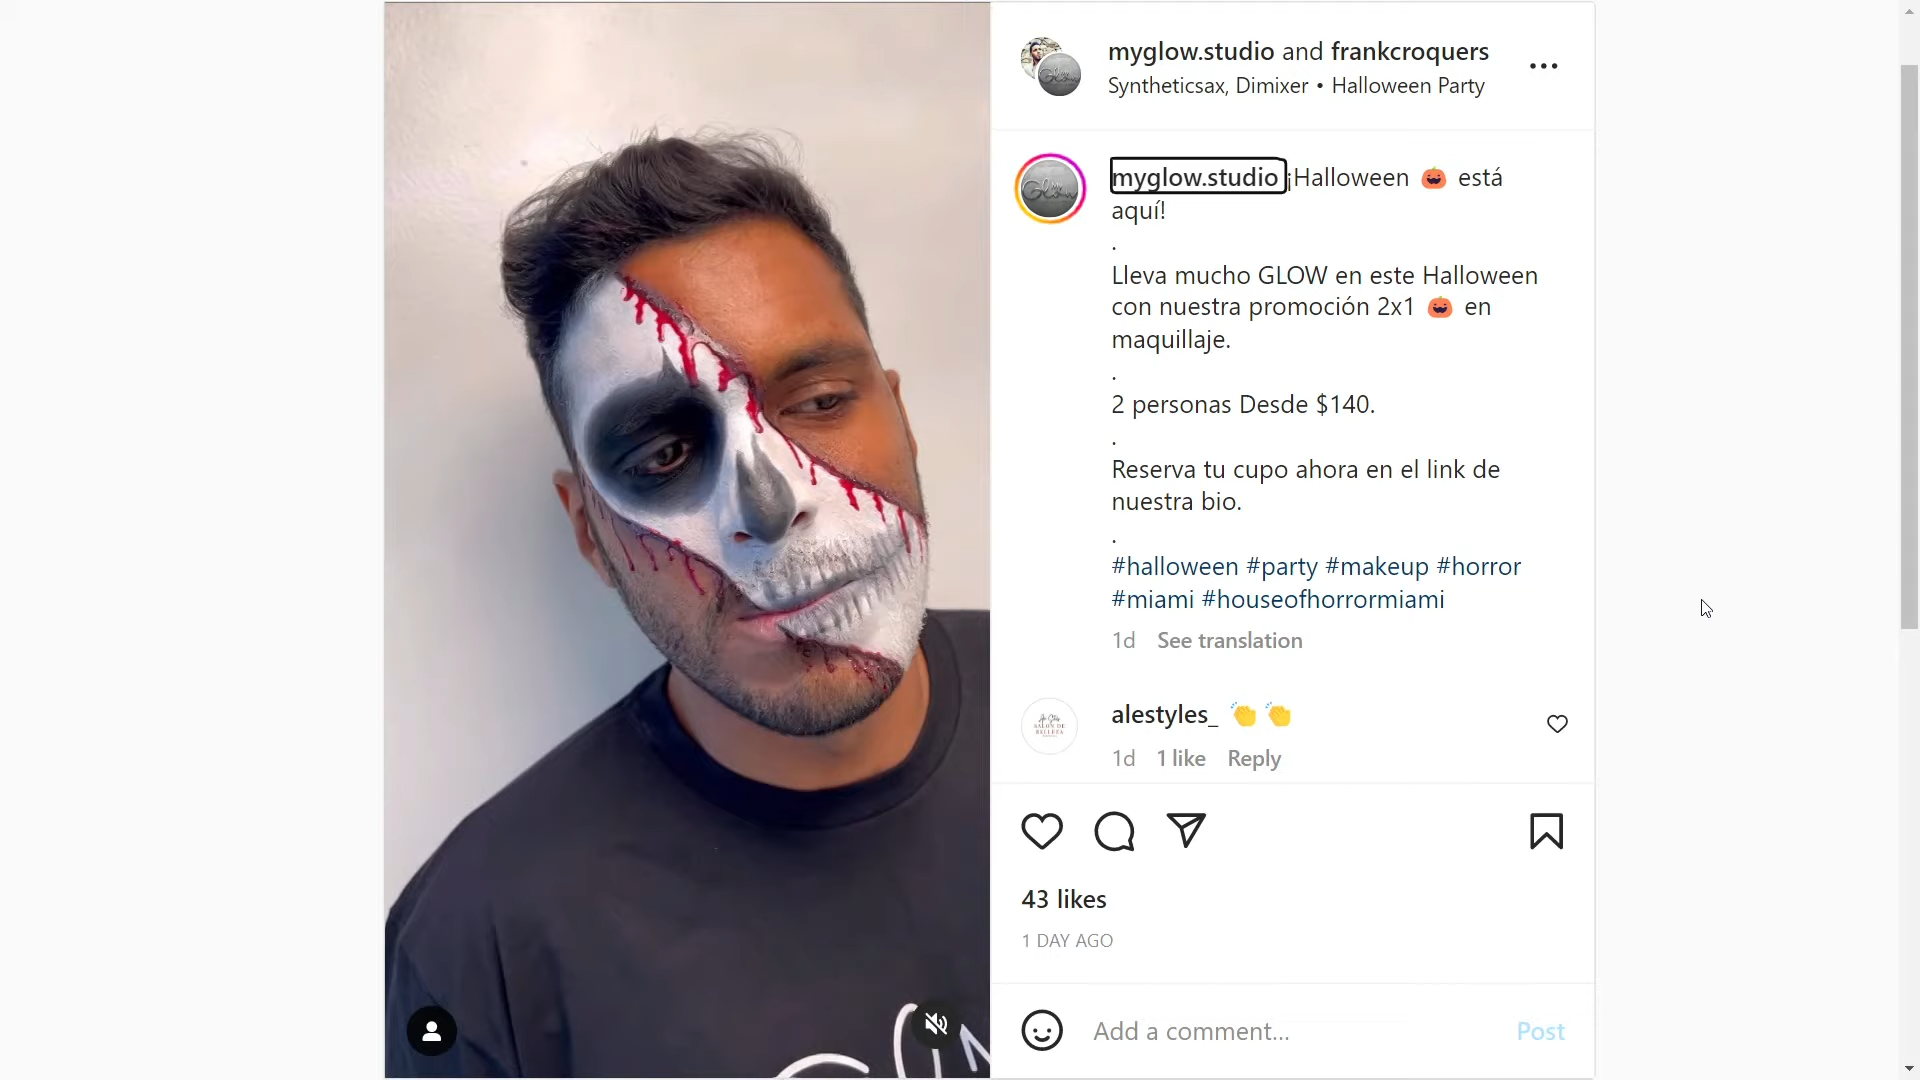 myglow.studio and frankcroquers
Syntheticsax, Dimixer • Halloween Party
myglow.studio ¡Halloween 🎃 está
aquí!
.
Lleva mucho GLOW en este Halloween
con nuestra promoción 2x1 🎃 en
maquillaje.
.
2 personas Desde $140.
.
Reserva tu cupo ahora en el link de
nuestra bio.
.
#halloween #party #makeup #horror
#miami #houseofhorrormiami
1d See translation
alestyles_ 👏 👏
1d 1 like Reply
43 likes
1 DAY AGO
Add a comment... Post